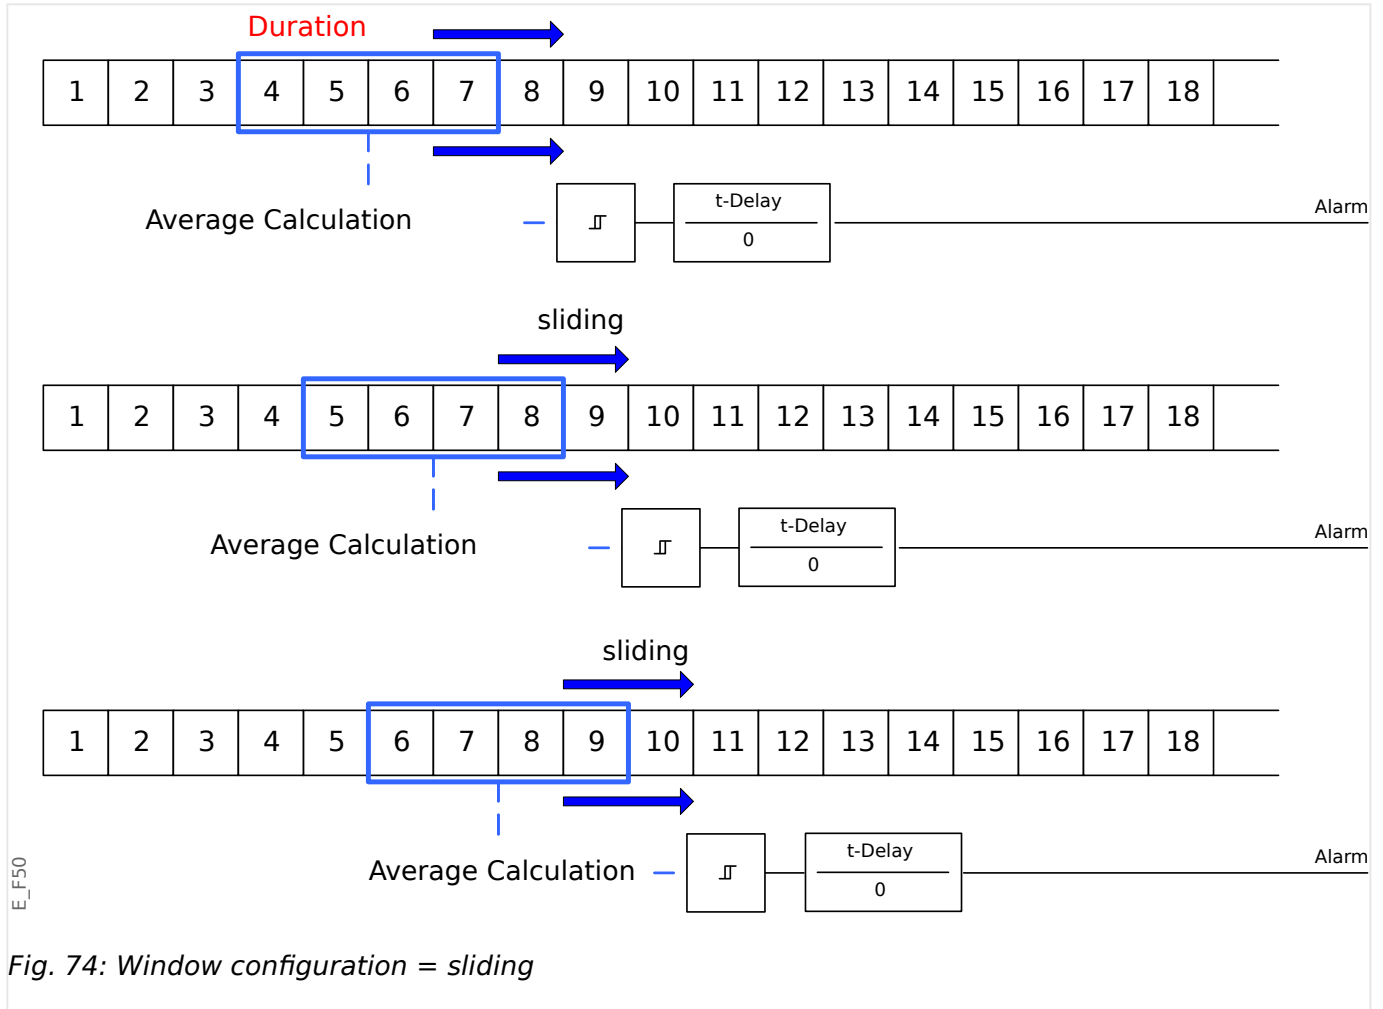 Duration
1 2 3 4 5 6 7 8 9 10 11 12 13 14 15 16 17 18
t-Delay
Alarm
Average Calculation
0
sliding
1 2 3 4 5 6 7 8 9 10 11 12 13 14 15 16 17 18
t-Delay
Alarm
Average Calculation
0
sliding
1 2 3 4 5 6 7 8 9 10 11 12 13 14 15 16 17 18
t-Delay
Alarm
Average Calculation
0
E_F50
Fig. 74: Window configuration = sliding